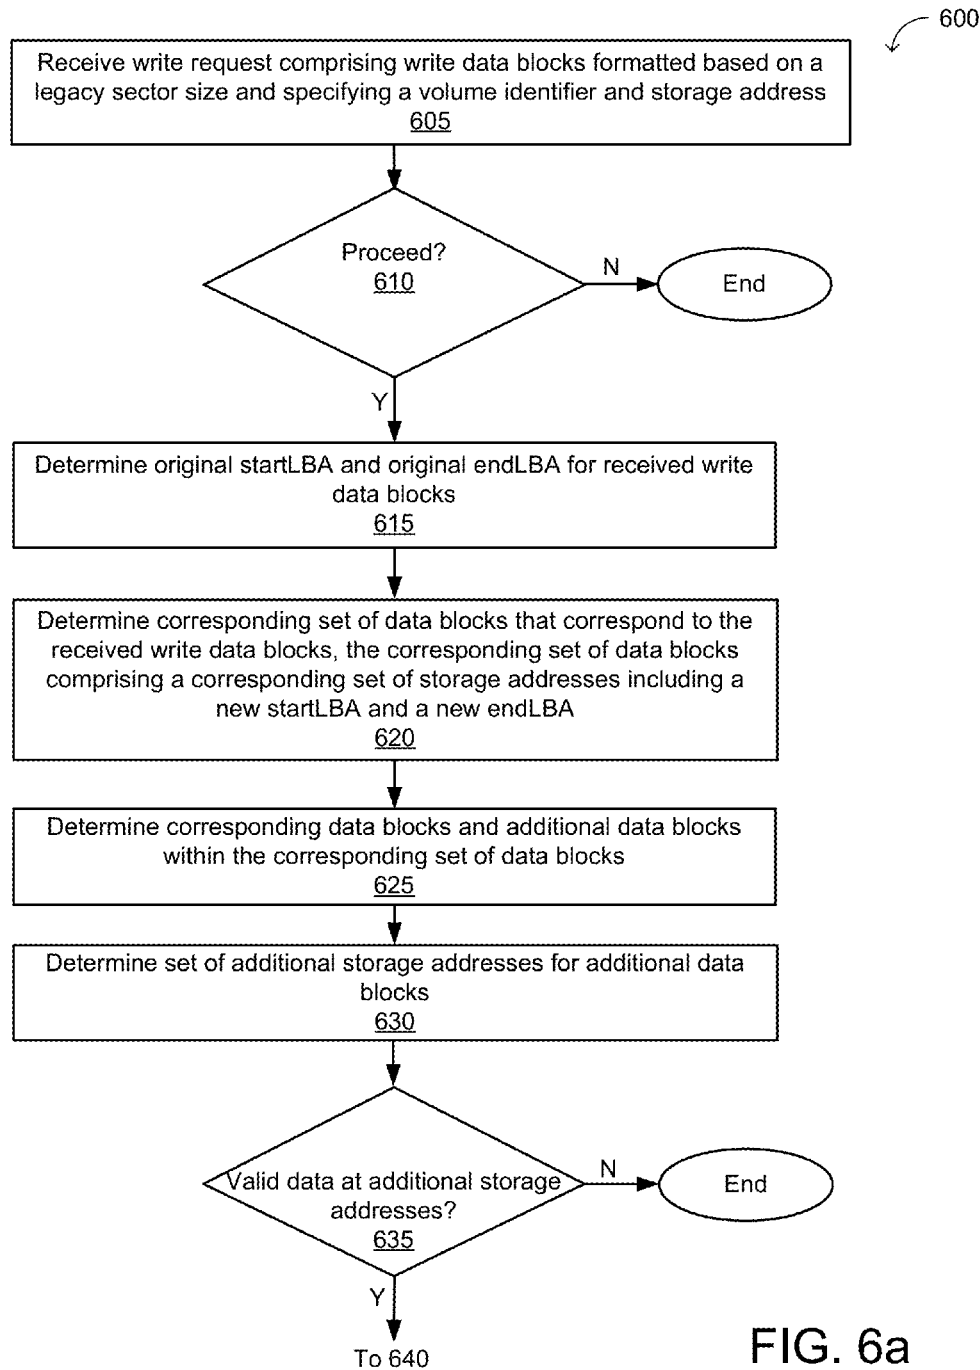 600
Receive write request comprising write data blocks formatted based on a
legacy sector size and specifying a volume identifier and storage address
605
Proceed?
610
N
End
Y
Determine original startLBA and original endLBA for received write
data blocks
615
Determine corresponding set of data blocks that correspond to the
received write data blocks, the corresponding set of data blocks
comprising a corresponding set of storage addresses including a
new startLBA and a new endLBA
620
Determine corresponding data blocks and additional data blocks
within the corresponding set of data blocks
625
Determine set of additional storage addresses for additional data
blocks
630
Valid data at additional storage
addresses?
635
N
End
Y
To 640
FIG. 6a